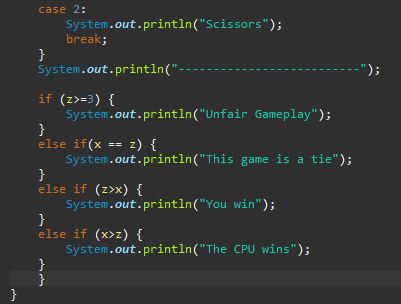 case 2:
System.out.println("Scissors");
break;
}
System.out.println("--------------------------");
if (z>=3) {
System.out.println("Unfair Gameplay");
}
else if(x == z) {
System.out.println("This game is a tie");
}
else if (z>x) {
System.out.println("You win");
}
else if (x>z) {
System.out.println("The CPU wins");
}
}
}